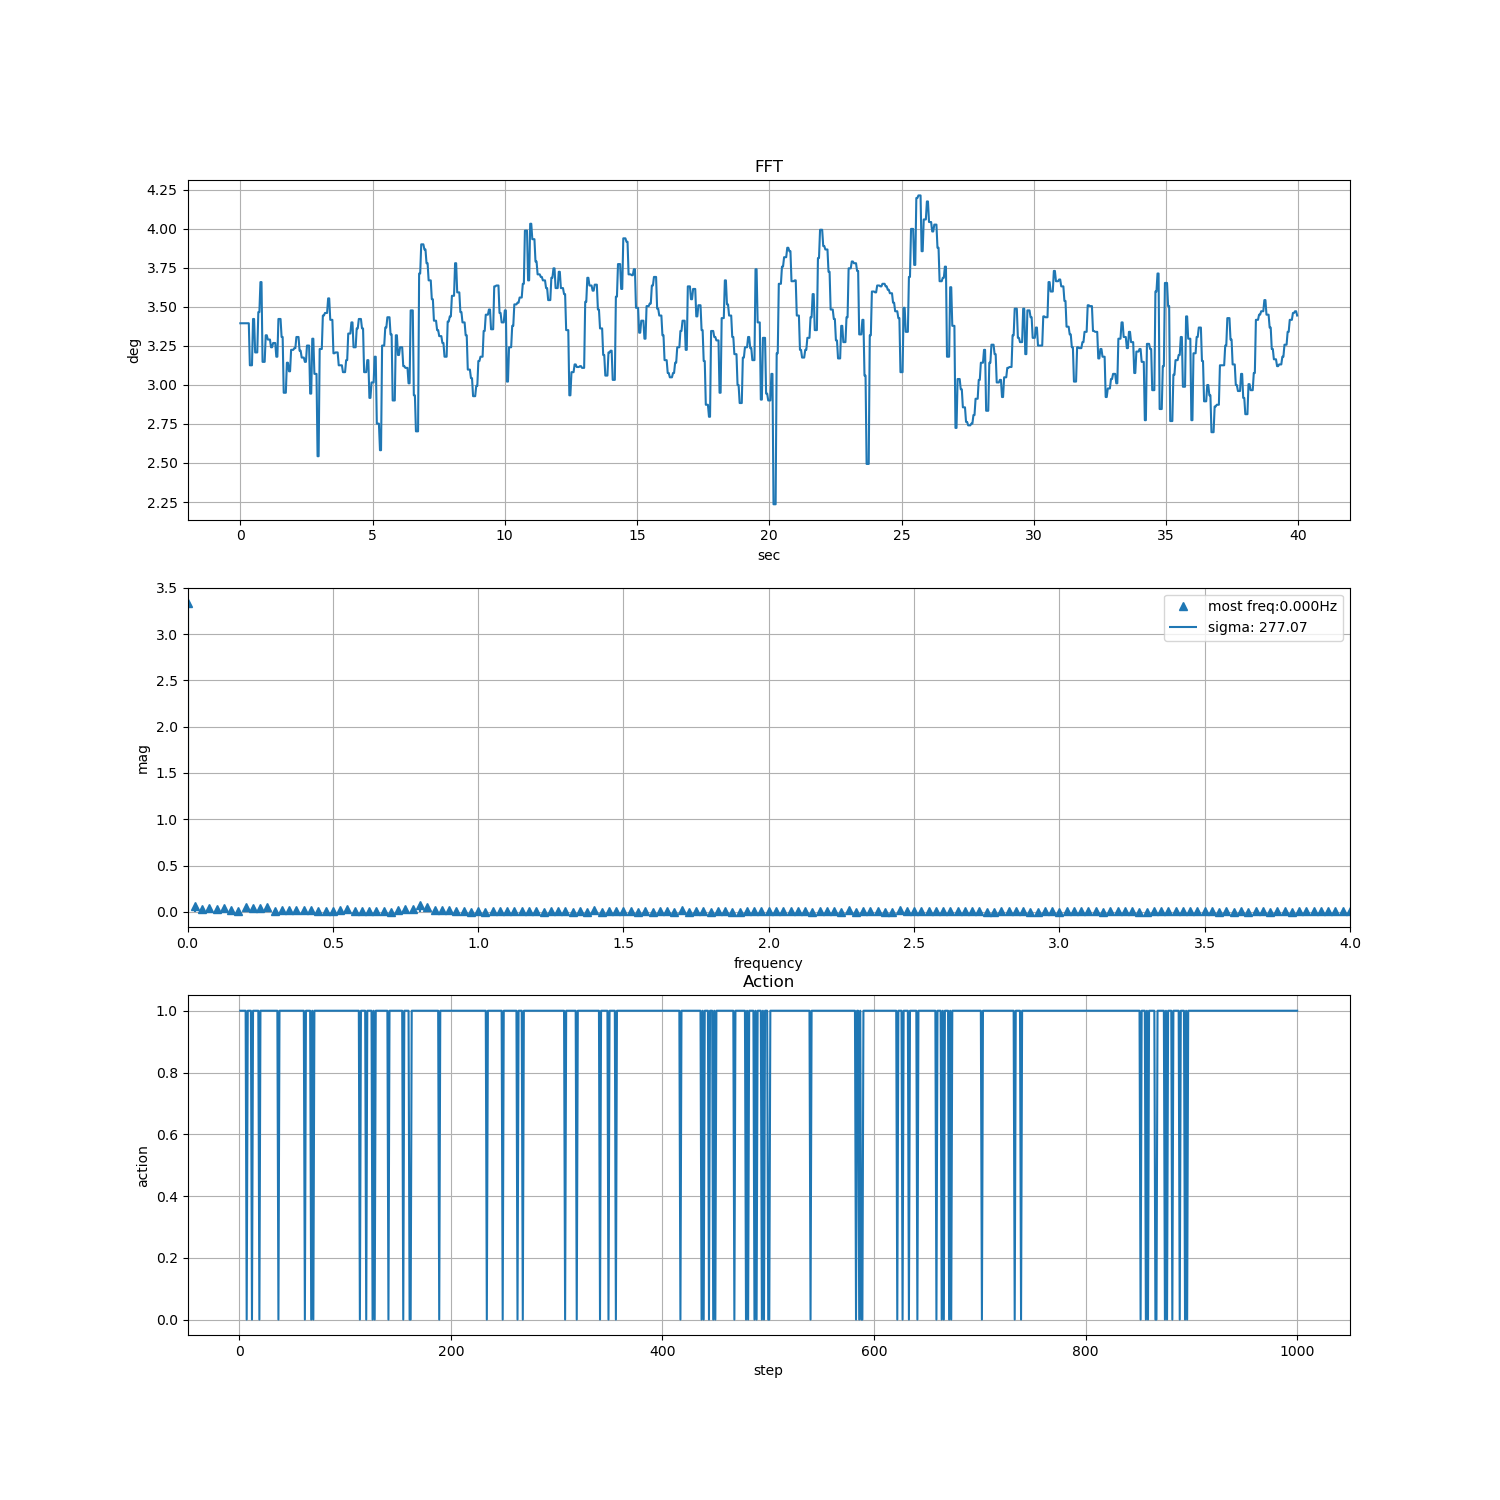 FFT
4.25
4.00
3.75
3.50
3.25
3.00
2.75
2.50
2.25
deg
0 5 10 15 20 25 30 35 40
sec
3.5
3.0
2.5
2.0
1.5
1.0
0.5
0.0
mag
most freq:0.000Hz
sigma: 277.07
0.0 0.5 1.0 1.5 2.0 2.5 3.0 3.5 4.0
frequency
Action
1.0
0.8
0.6
0.4
0.2
0.0
action
0 200 400 600 800 1000
step